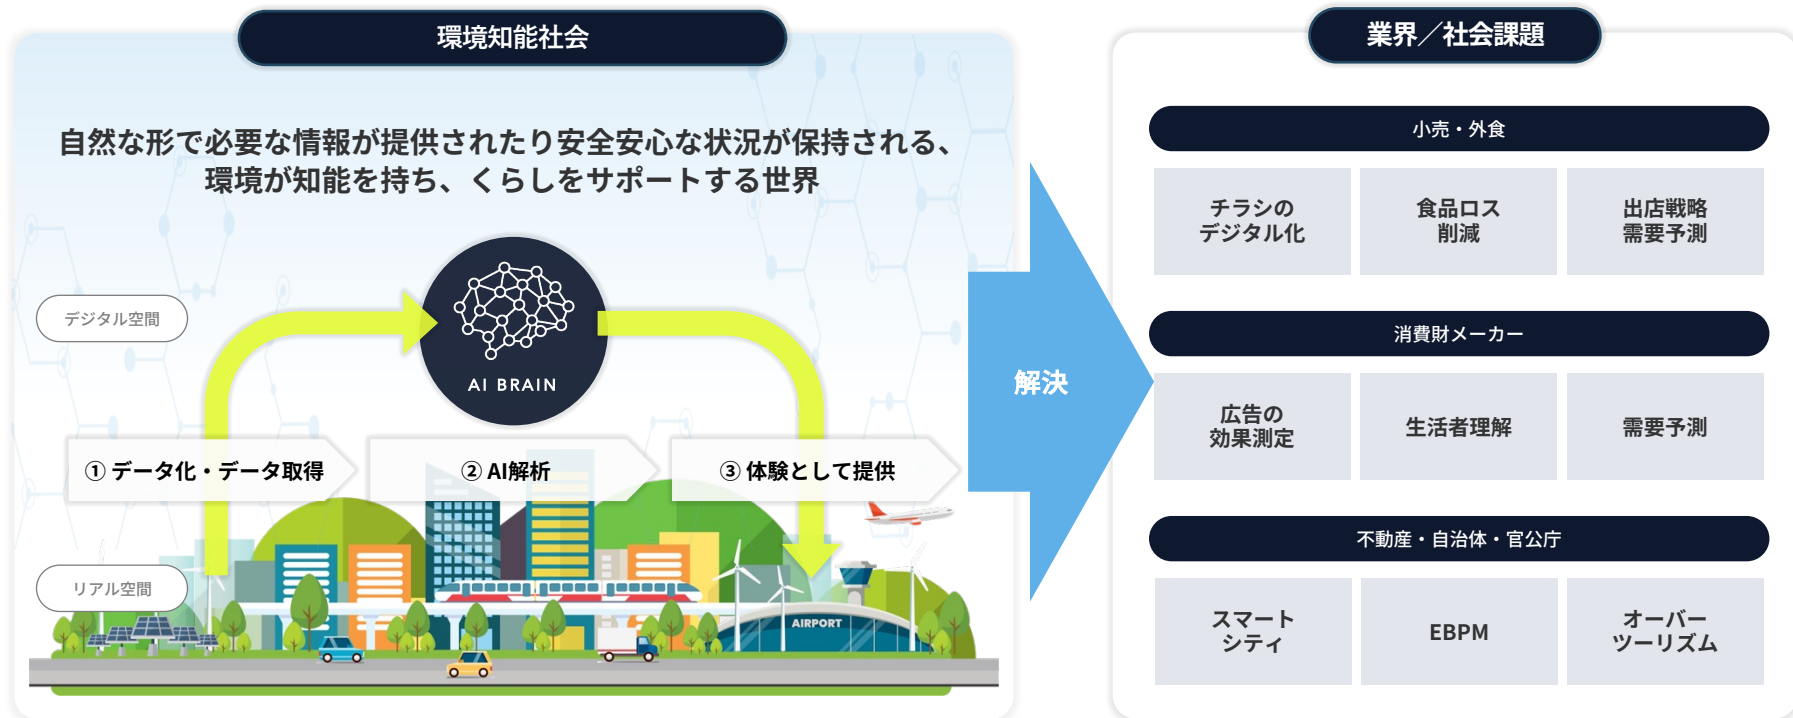 環境知能社会
自然な形で必要な情報が提供されたり安全安心な状況が保持される、
環境が知能を持ち、くらしをサポートする世界
デジタル空間
AI BRAIN
① データ化・データ取得
② AI解析
③ 体験として提供
リアル空間
AIRPORT
解決
業界／社会課題
小売・外食
チラシの
デジタル化
食品ロス
削減
出店戦略
需要予測
消費財メーカー
広告の
効果測定
生活者理解
需要予測
不動産・自治体・官公庁
スマート
シティ
EBPM
オーバー
ツーリズム